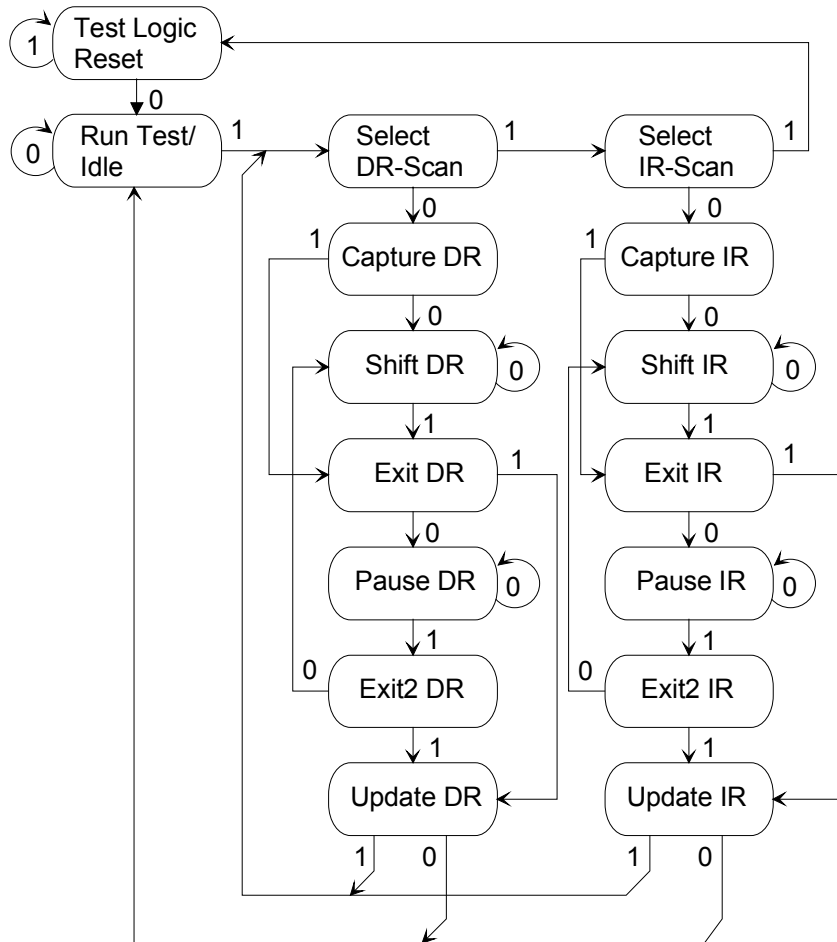 Test Logic
Reset
1
0
Run Test/
Idle
0
1
Select
DR-Scan
1
Select
IR-Scan
1
0
0
1
Capture DR
1
Capture IR
0
0
Shift DR
0
Shift IR
0
1
1
Exit DR
1
Exit IR
1
0
0
Pause DR
0
Pause IR
0
1
1
0
Exit2 DR
0
Exit2 IR
1
1
Update DR
Update IR
1
0
1
0